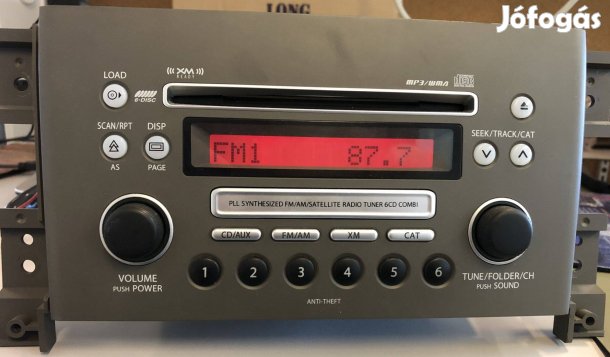 LONG
Jófogás
LOAD
6-DISC
XM
READY
MP3/WMA
SCAN/RPT
DISP
AS
PAGE
FM1 87.7
SEEK/TRACK/CAT
PLL SYNTHESIZED FM/AM/SATELLITE RADIO TUNER 6CD COMBI
CD/AUX FM/AM XM CAT
VOLUME
PUSH POWER
1 2 3 4 5 6
TUNE/FOLDER/CH
PUSH SOUND
ANTI-THEFT